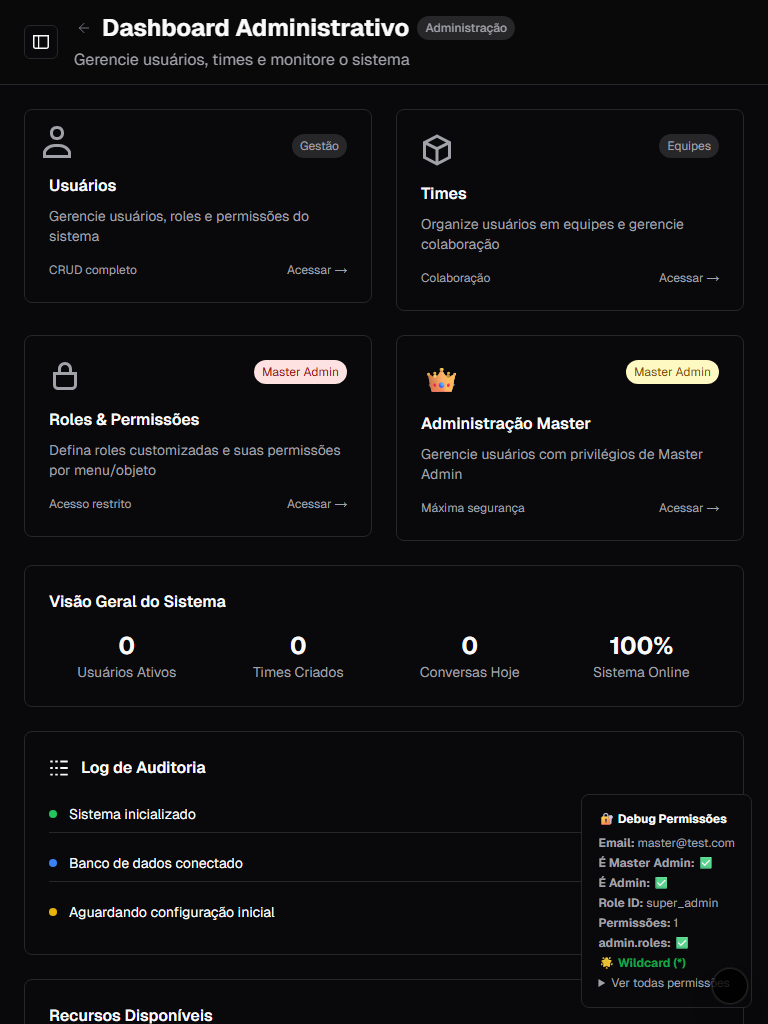 ← Dashboard Administrativo Administração
Gerencie usuários, times e monitore o sistema
Gestão
Usuários
Gerencie usuários, roles e permissões do
sistema
CRUD completo Acessar →
Equipes
Times
Organize usuários em equipes e gerencie
colaboração
Colaboração Acessar →
Master Admin
Roles & Permissões
Defina roles customizadas e suas permissões
por menu/objeto
Acesso restrito Acessar →
Master Admin
Administração Master
Gerencie usuários com privilégios de Master
Admin
Máxima segurança Acessar →
Visão Geral do Sistema
0 0 0 100%
Usuários Ativos Times Criados Conversas Hoje Sistema Online
Log de Auditoria
Sistema inicializado
Banco de dados conectado
Aguardando configuração inicial
🔐 Debug Permissões
Email: master@test.com
É Master Admin: ✅
É Admin: ✅
Role ID: super_admin
Permissões: 1
admin.roles: ✅
🌟 Wildcard (*)
▶ Ver todas permissões
Recursos Disponíveis